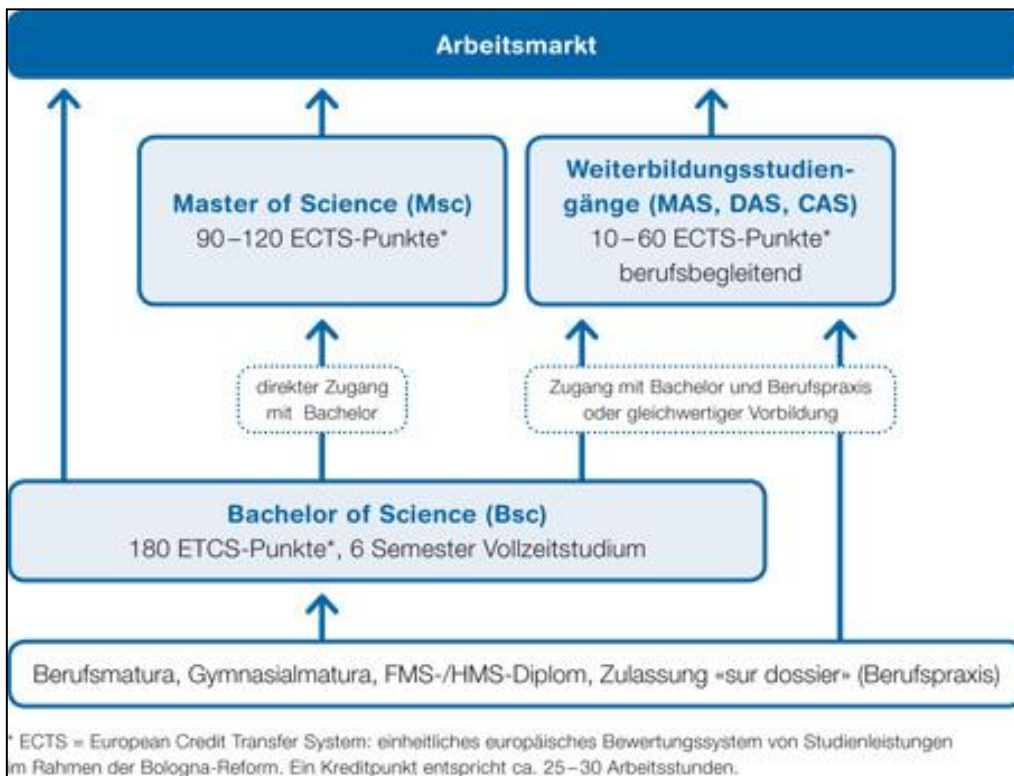 Arbeitsmarkt
Master of Science (Msc)
90–120 ECTS-Punkte*
Weiterbildungsstudien-
gänge (MAS, DAS, CAS)
10–60 ECTS-Punkte*
berufsbegleitend
direkter Zugang
mit Bachelor
Zugang mit Bachelor und Berufspraxis
oder gleichwertiger Vorbildung
Bachelor of Science (Bsc)
180 ETCS-Punkte*, 6 Semester Vollzeitstudium
Berufsmatura, Gymnasialmatura, FMS-/HMS-Diplom, Zulassung «sur dossier» (Berufspraxis)
* ECTS = European Credit Transfer System: einheitliches europäisches Bewertungssystem von Studienleistungen
im Rahmen der Bologna-Reform. Ein Kreditpunkt entspricht ca. 25–30 Arbeitsstunden.